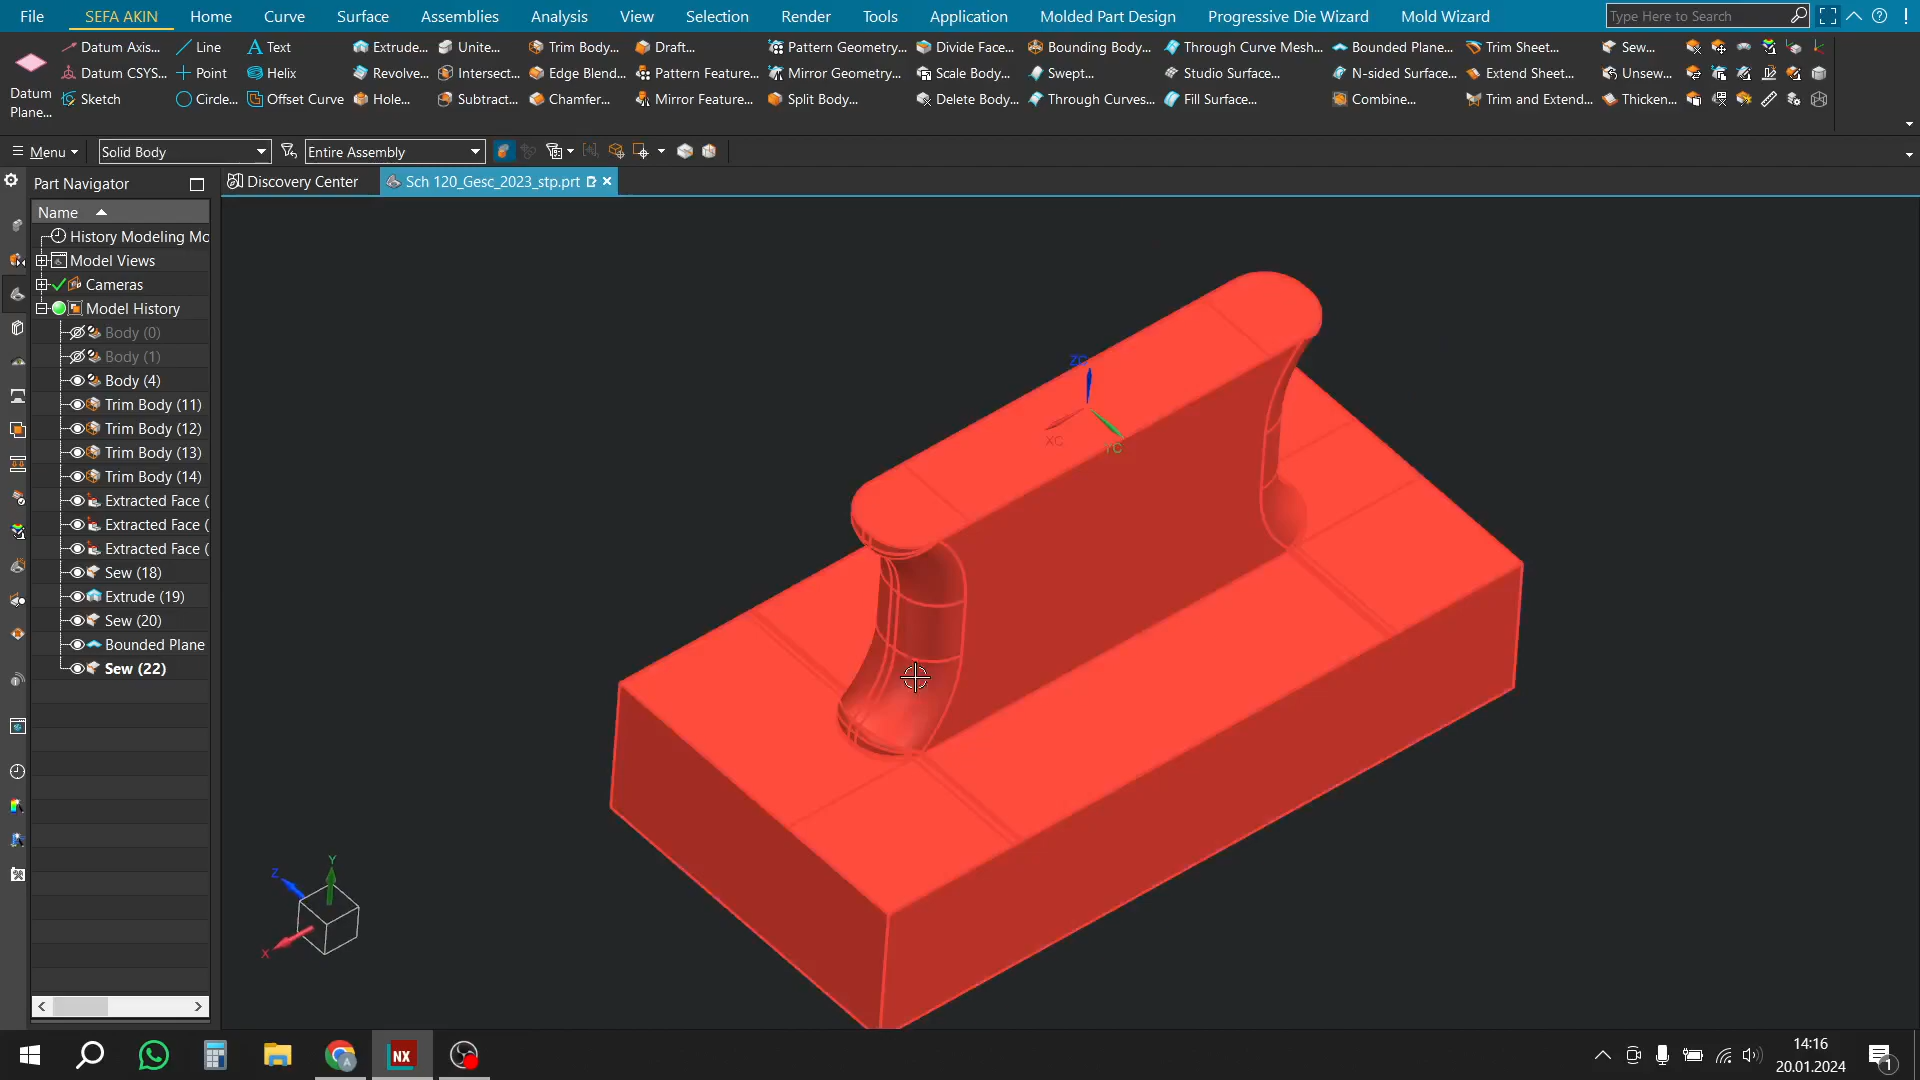 File SEFA AKIN Home Curve Surface Assemblies Analysis View Selection Render Tools Application Molded Part Design Progressive Die Wizard Mold Wizard Type Here to Search
Datum Axis... Line Text Extrude... Unite... Trim Body... Draft... Pattern Geometry... Divide Face... Bounding Body... Through Curve Mesh... Bounded Plane... Trim Sheet... Sew...
Datum CSYS... Point Helix Revolve... Intersect... Edge Blend... Pattern Feature... Mirror Geometry... Scale Body... Swept... Studio Surface... N-sided Surface... Extend Sheet... Unsew...
Datum Plane... Sketch Circle... Offset Curve Hole... Subtract... Chamfer... Mirror Feature... Split Body... Delete Body... Through Curves... Fill Surface... Combine... Trim and Extend... Thicken...
Menu Solid Body Entire Assembly
Part Navigator Discovery Center Sch 120_Gesc_2023_stp.prt
Name
History Modeling Mo
Model Views
Cameras
Model History
Body (0)
Body (1)
Body (4)
Trim Body (11)
Trim Body (12)
Trim Body (13)
Trim Body (14)
Extracted Face (
Extracted Face (
Extracted Face (
Sew (18)
Extrude (19)
Sew (20)
Bounded Plane
Sew (22)
ZC
XC
YC
Y
Z
X
NX
14:16
20.01.2024
1